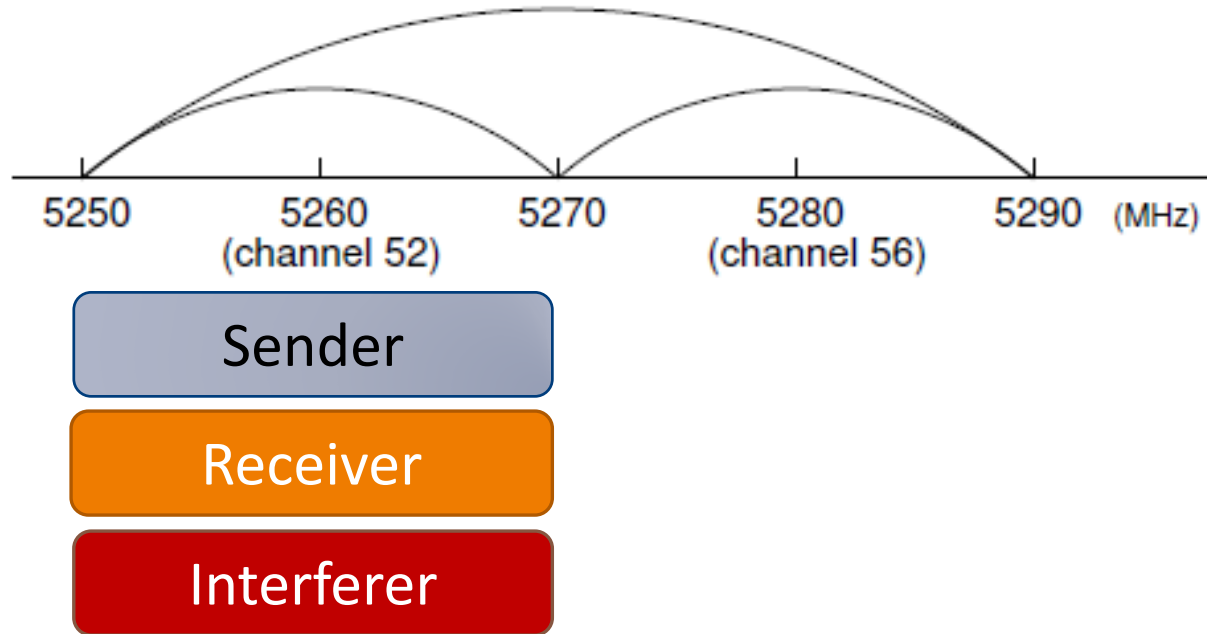 5250 5260 5270 5280 5290 (MHz)
(channel 52) (channel 56)
Sender
Receiver
Interferer